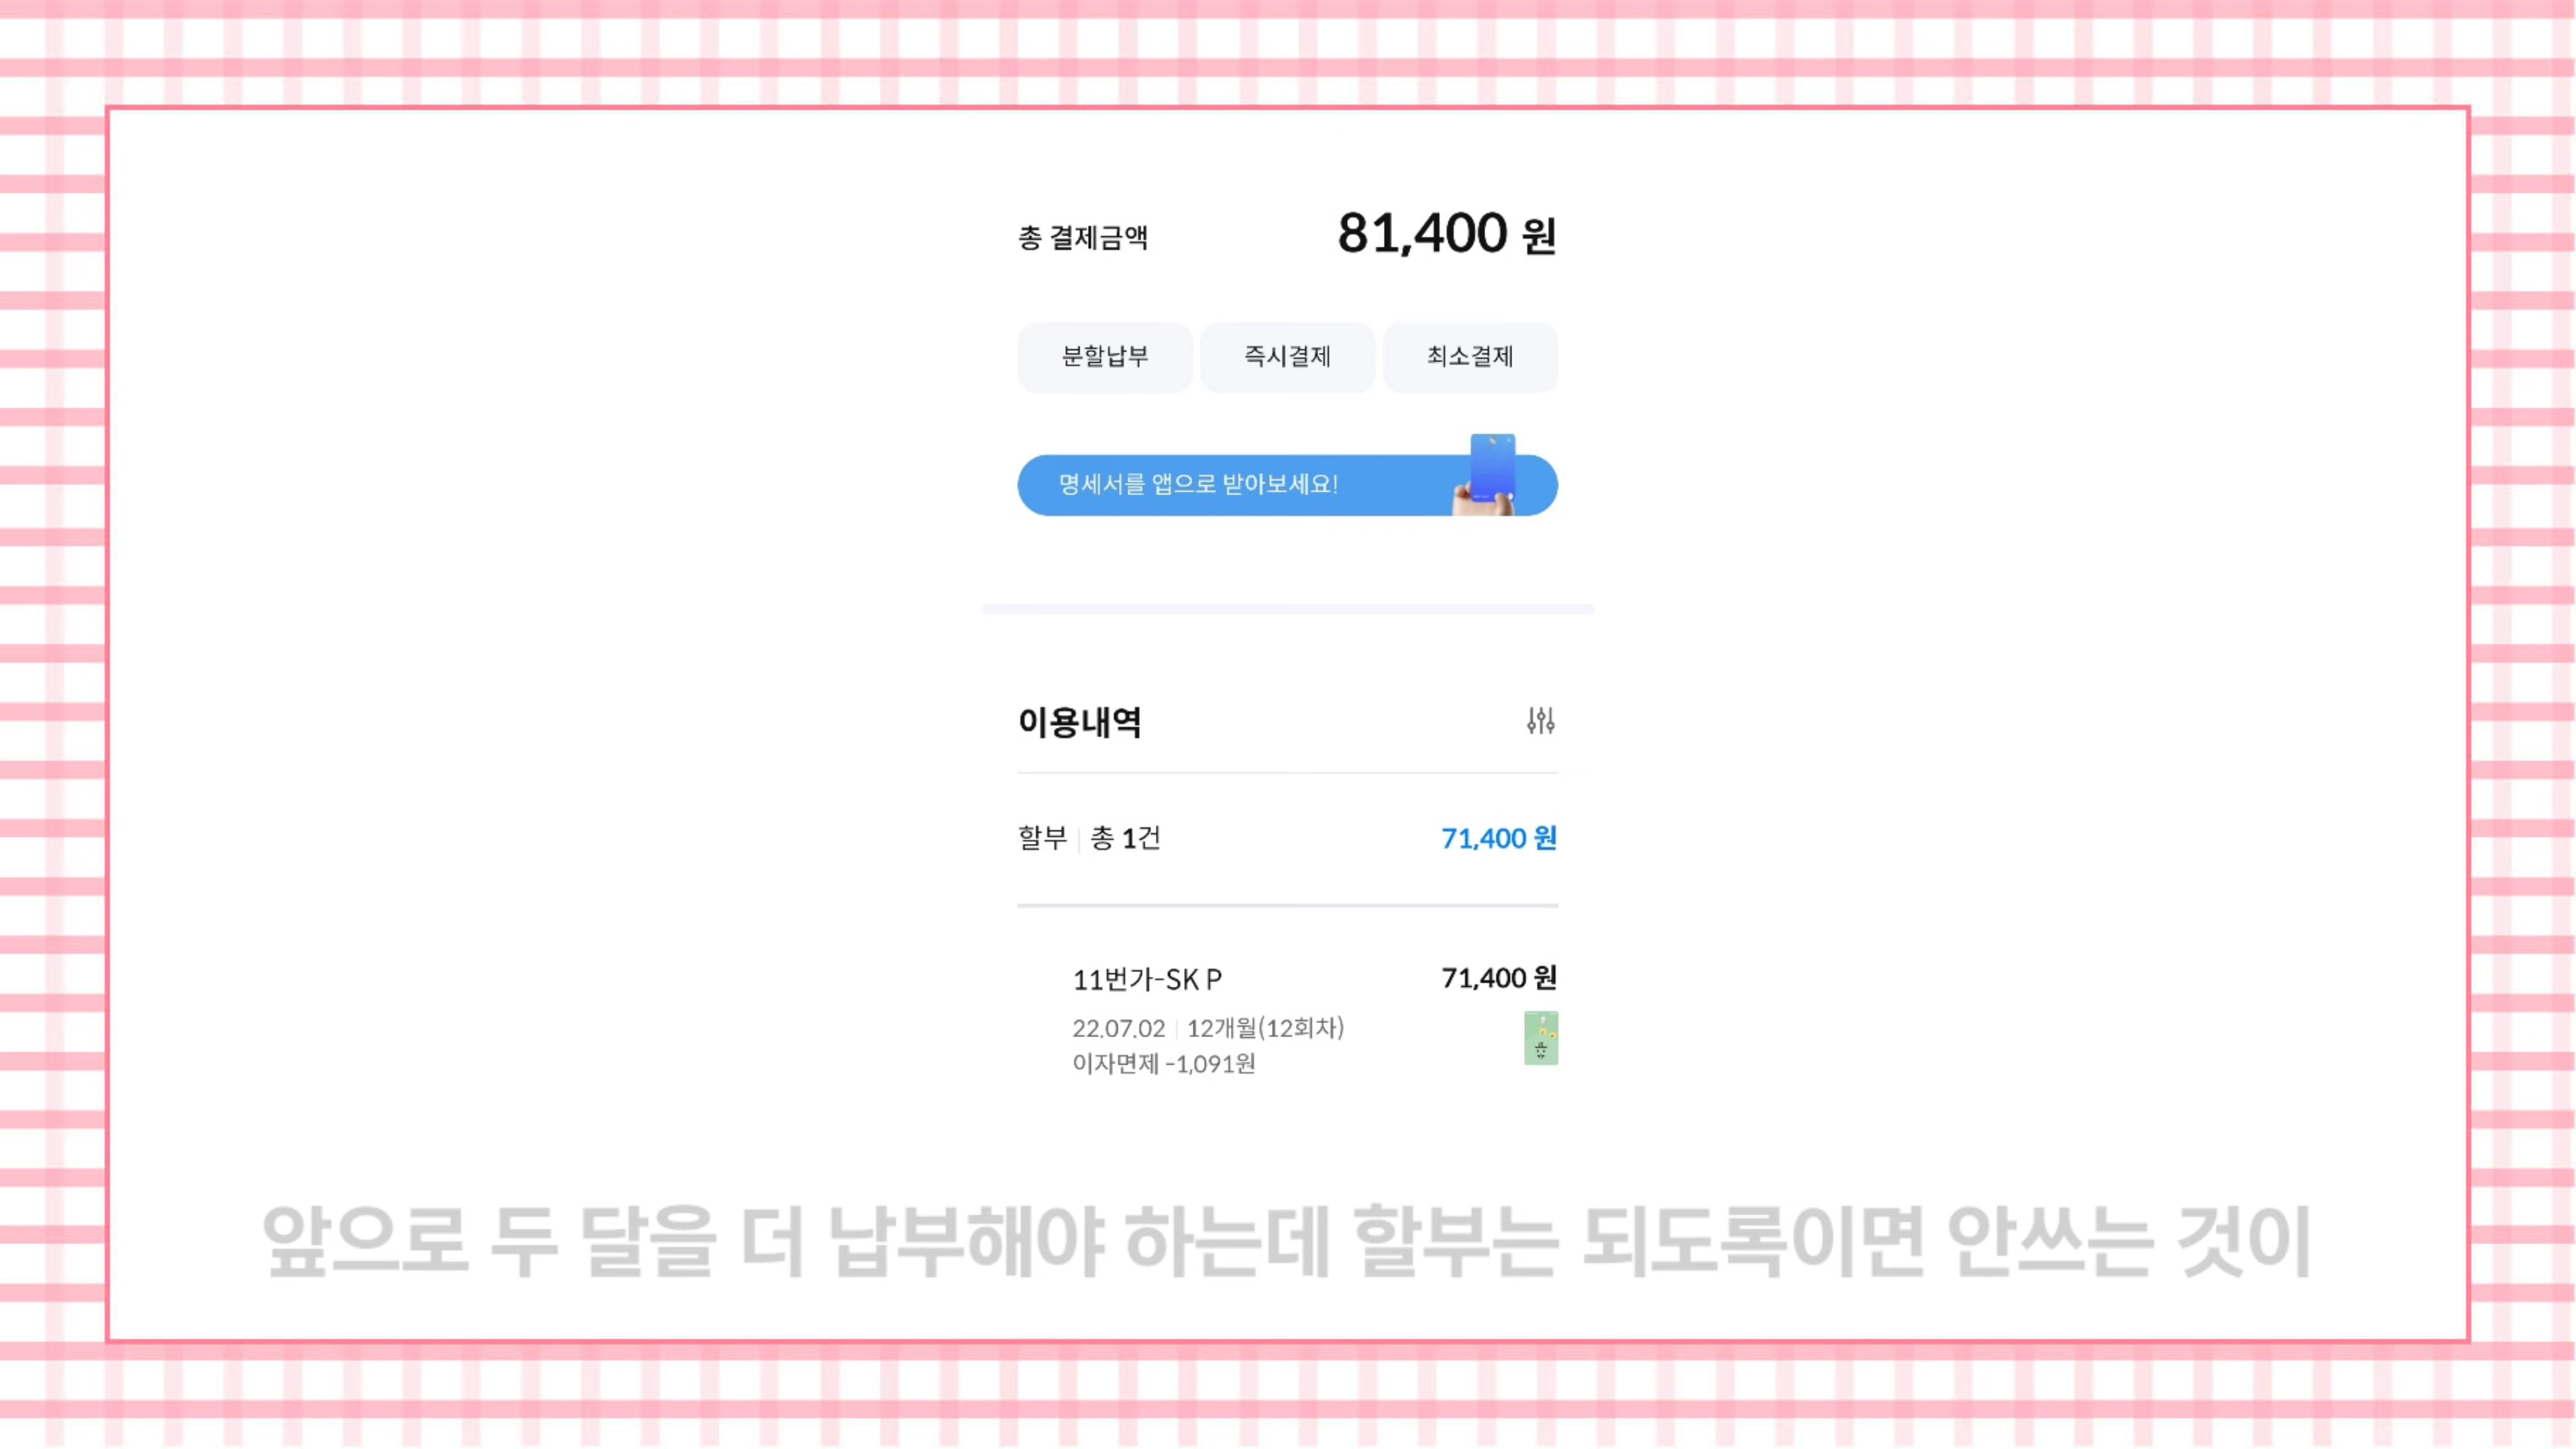 총 결제금액 81,400 원
분할납부 즉시결제 최소결제
명세서를 앱으로 받아보세요!
이용내역
할부 | 총 1건 71,400 원
11번가-SK P 71,400 원
22.07.02 | 12개월(12회차)
이자면제 -1,091원
앞으로 두 달을 더 납부해야 하는데 할부는 되도록이면 안쓰는 것이